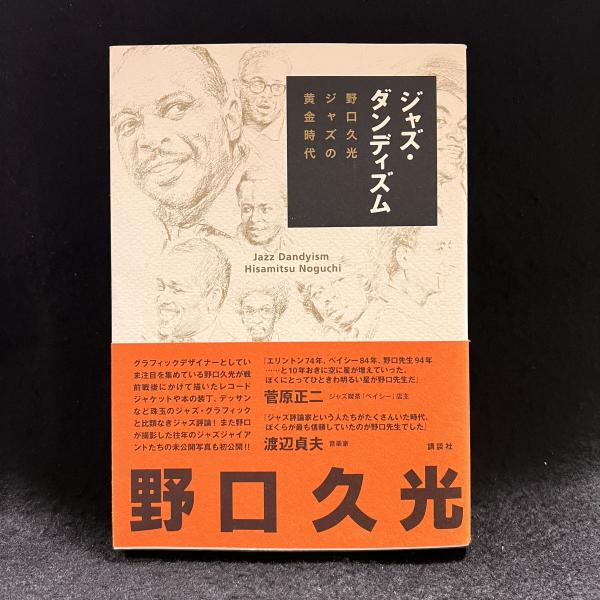 ジャズ・
ダンディズム
野口久光
ジャズの
黄金時代
Jazz Dandyism
Hisamitsu Noguchi
グラフィックデザイナーとしてい
ま注目を集めている野口久光が戦
前戦後にかけて描いたレコード
ジャケットや本の装丁、デッサン
など珠玉のジャズ・グラフィック
と比類なきジャズ評論！また野口
が撮影した往年のジャズジャイア
ントたちの未公開写真も初公開!!
「エリントン74年、ベイシー84年、野口先生94年
……と10年おきに空に星が増えていった。
ぼくにとってひときわ明るい星が野口先生だ」
菅原正二 ジャズ喫茶「ベイシー」店主
「ジャズ評論家という人たちがたくさんいた時代、
ぼくらが最も信頼していたのが野口先生でした」
渡辺貞夫 音楽家
講談社
野口久光